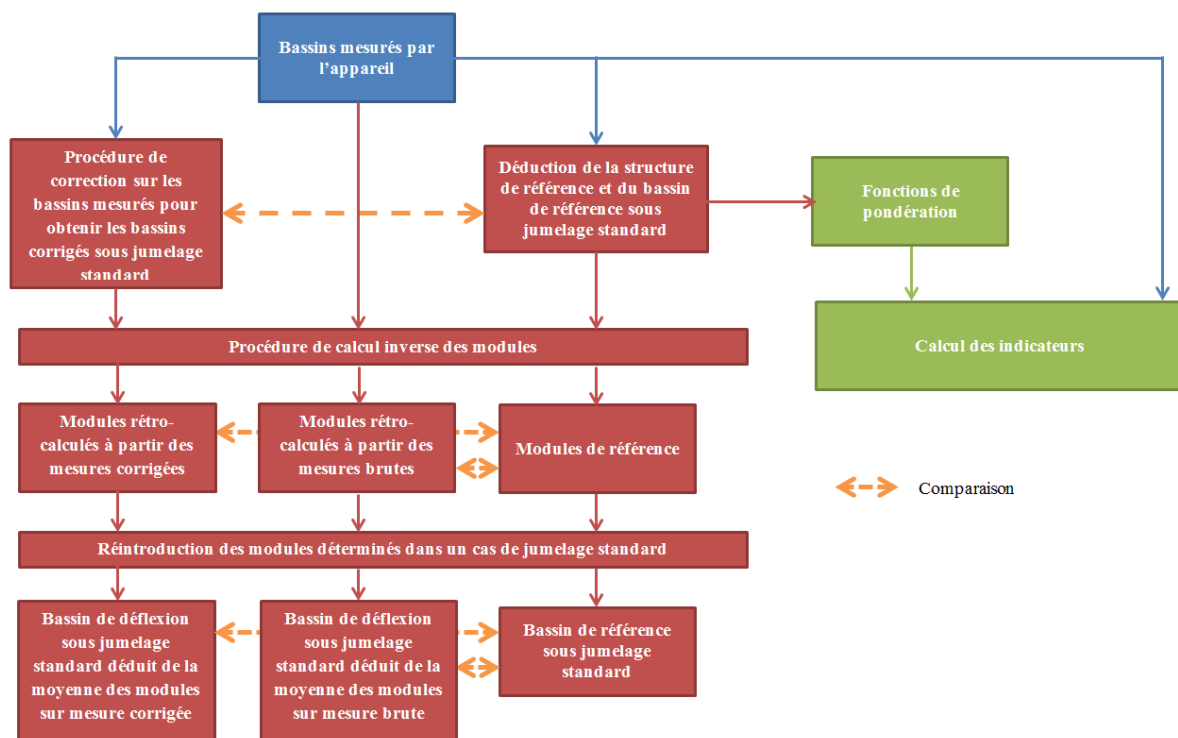 Bassins mesurés par
l'appareil
Procédure de
correction sur les
bassins mesurés pour
obtenir les bassins
corrigés sous jumelage
standard
Déduction de la structure
de référence et du bassin
de référence sous
jumelage standard
Fonctions de
pondération
Procédure de calcul inverse des modules
Calcul des indicateurs
Modules rétro-
calculés à partir des
mesures corrigées
Modules rétro-
calculés à partir des
mesures brutes
Modules de référence
Comparaison
Réintroduction des modules déterminés dans un cas de jumelage standard
Bassin de déflexion
sous jumelage
standard déduit de la
moyenne des modules
sur mesure corrigée
Bassin de déflexion
sous jumelage
standard déduit de la
moyenne des modules
sur mesure brute
Bassin de référence
sous jumelage
standard